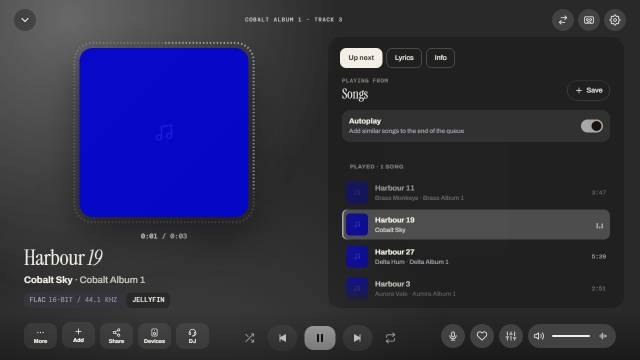 COBALT ALBUM 1 - TRACK 3
Up next
Lyrics
Info
PLAYING FROM
Songs
+ Save
Autoplay
Add similar songs to the end of the queue
PLAYED · 1 SONG
Harbour 11
Brass Monkeys · Brass Album 1
3:47
Harbour 19
Cobalt Sky
Harbour 27
Delta Hum · Delta Album 1
5:39
Harbour 3
Aurora Vale · Aurora Album 1
2:51
0:01 / 0:03
Harbour 19
Cobalt Sky · Cobalt Album 1
FLAC 16-BIT / 44.1 KHZ
JELLYFIN
More
Add
Share
Devices
DJ